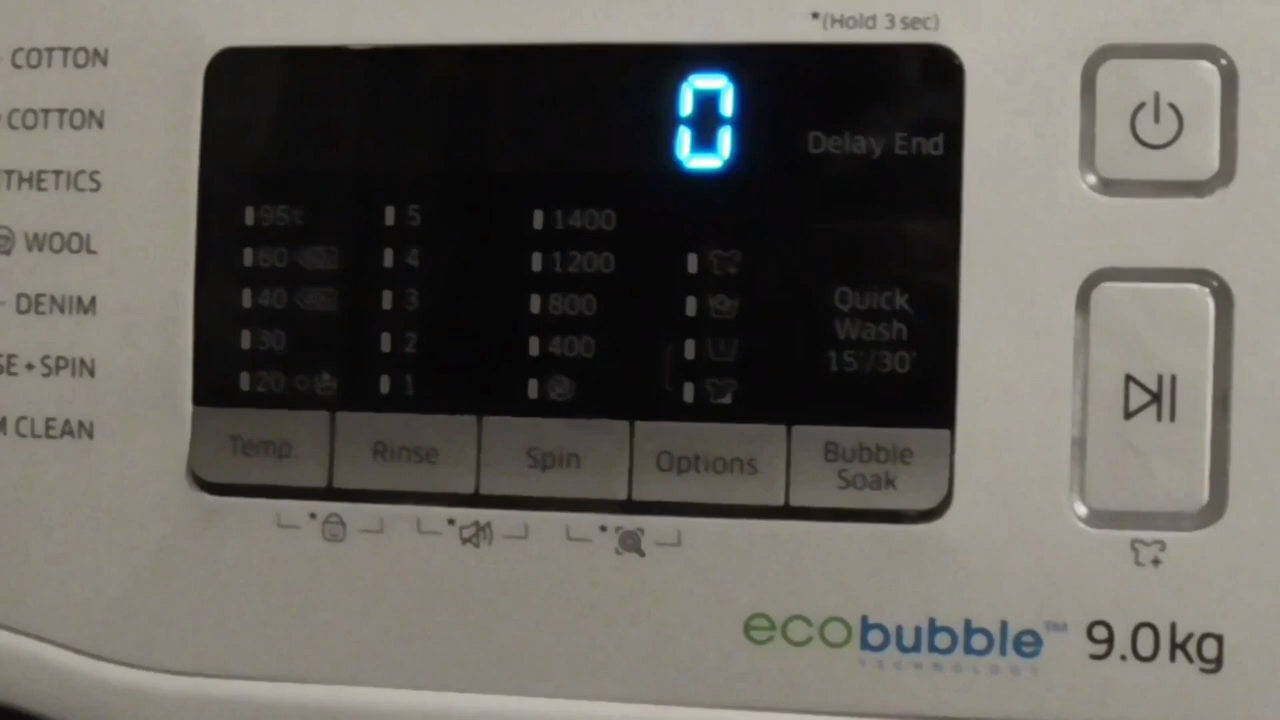 *(Hold 3 sec)
COTTON
COTTON
THETICS
WOOL
DENIM
SE+SPIN
M CLEAN
0
Delay End
95℃ 5 1400
60 4 1200
40 3 800
30 2 400
20 1
Quick
Wash
15'/30'
Temp.
Rinse
Spin
Options
Bubble
Soak
ecobubble™ 9.0kg
TECHNOLOGY